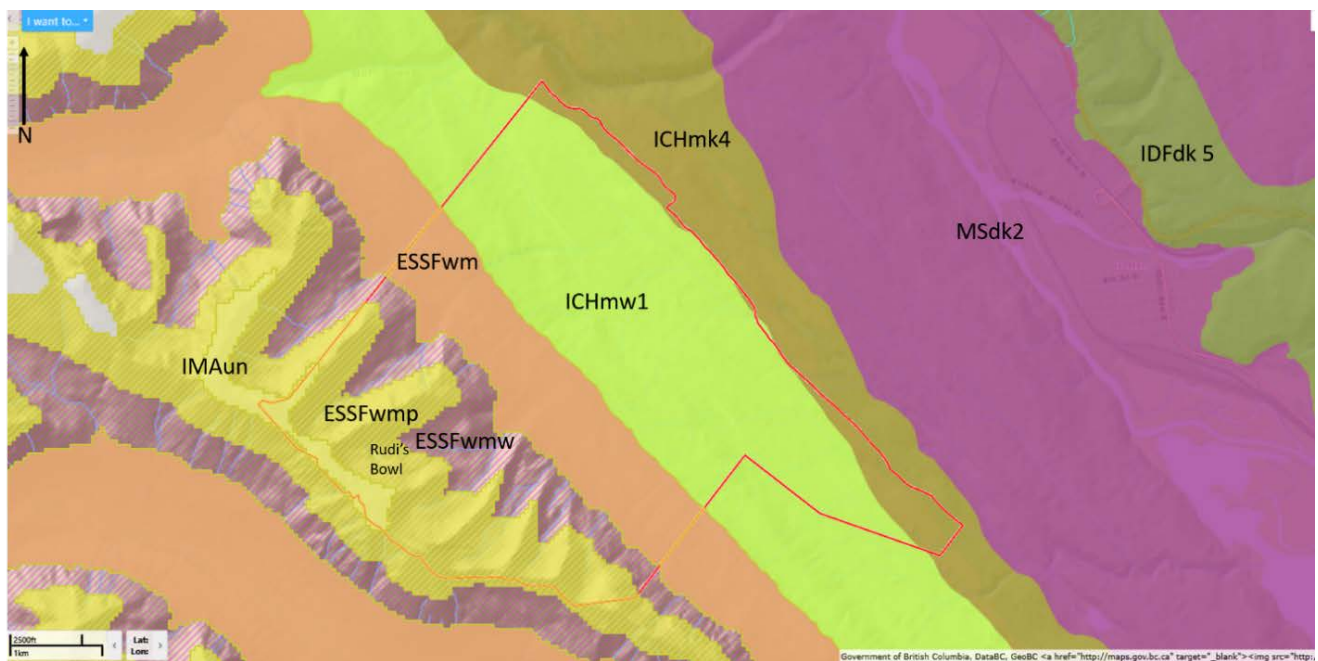 I want to...
N
ICHmk4
IDFdk 5
MSdk2
ESSFwm
ICHmw1
IMAun
ESSFwmp
ESSFwmw
Rudi's
Bowl
2500ft
1km
Lat:
Lon:
Government of British Columbia, DataBC, GeoBC <a href="http://maps.gov.bc.ca" target="_blank"><img src="http: